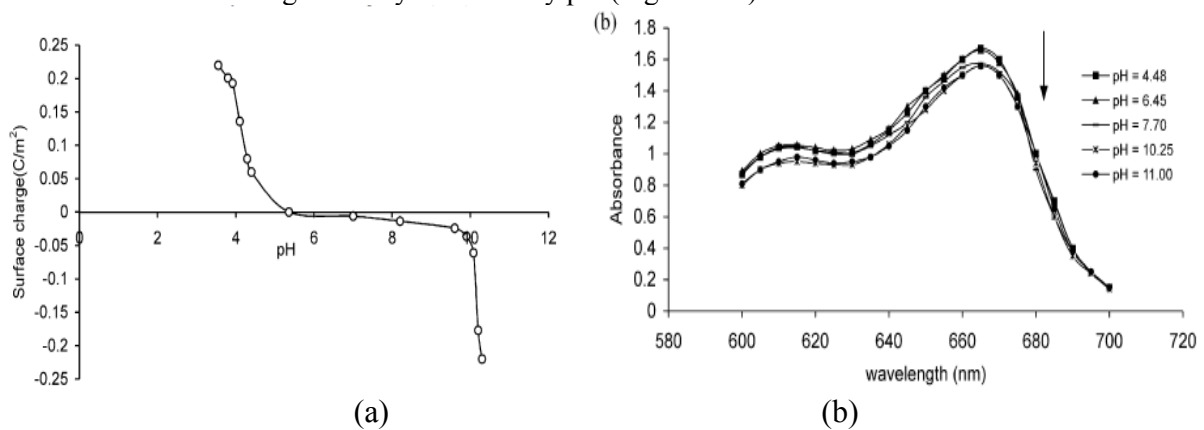 (b)
0.25
0.2
0.15
0.1
0.05
0
-0.05
-0.1
-0.15
-0.2
-0.25
Surface charge(C/m²)
0 2 4 6 8 10 12
pH
(a)
1.8
1.6
1.4
1.2
1
0.8
0.6
0.4
0.2
0
Absorbance
580 600 620 640 660 680 700 720
wavelength (nm)
pH = 4.48
pH = 6.45
pH = 7.70
pH = 10.25
pH = 11.00
(b)